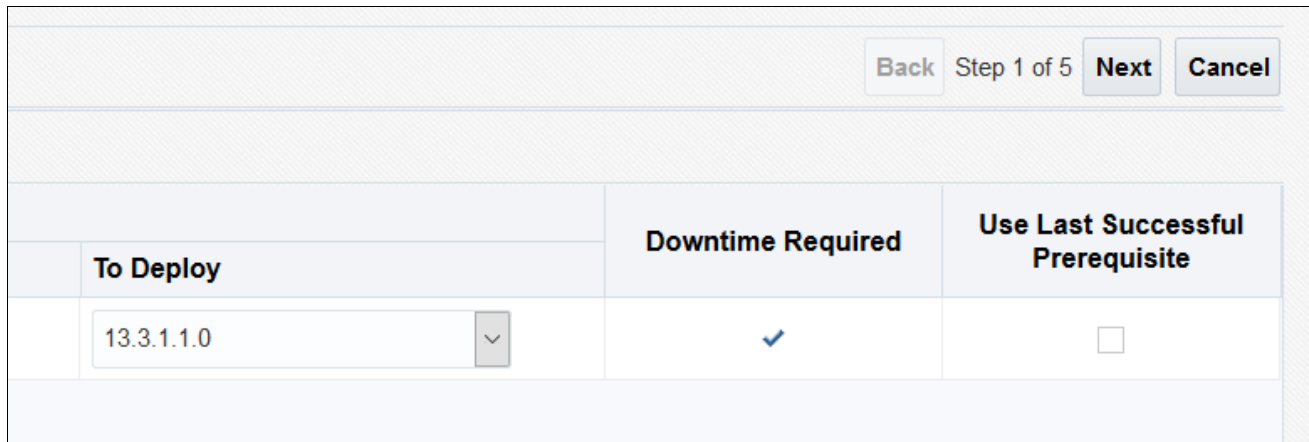 Back Step 1 of 5 Next Cancel
Downtime Required
Use Last Successful
Prerequisite
To Deploy
13.3.1.1.0